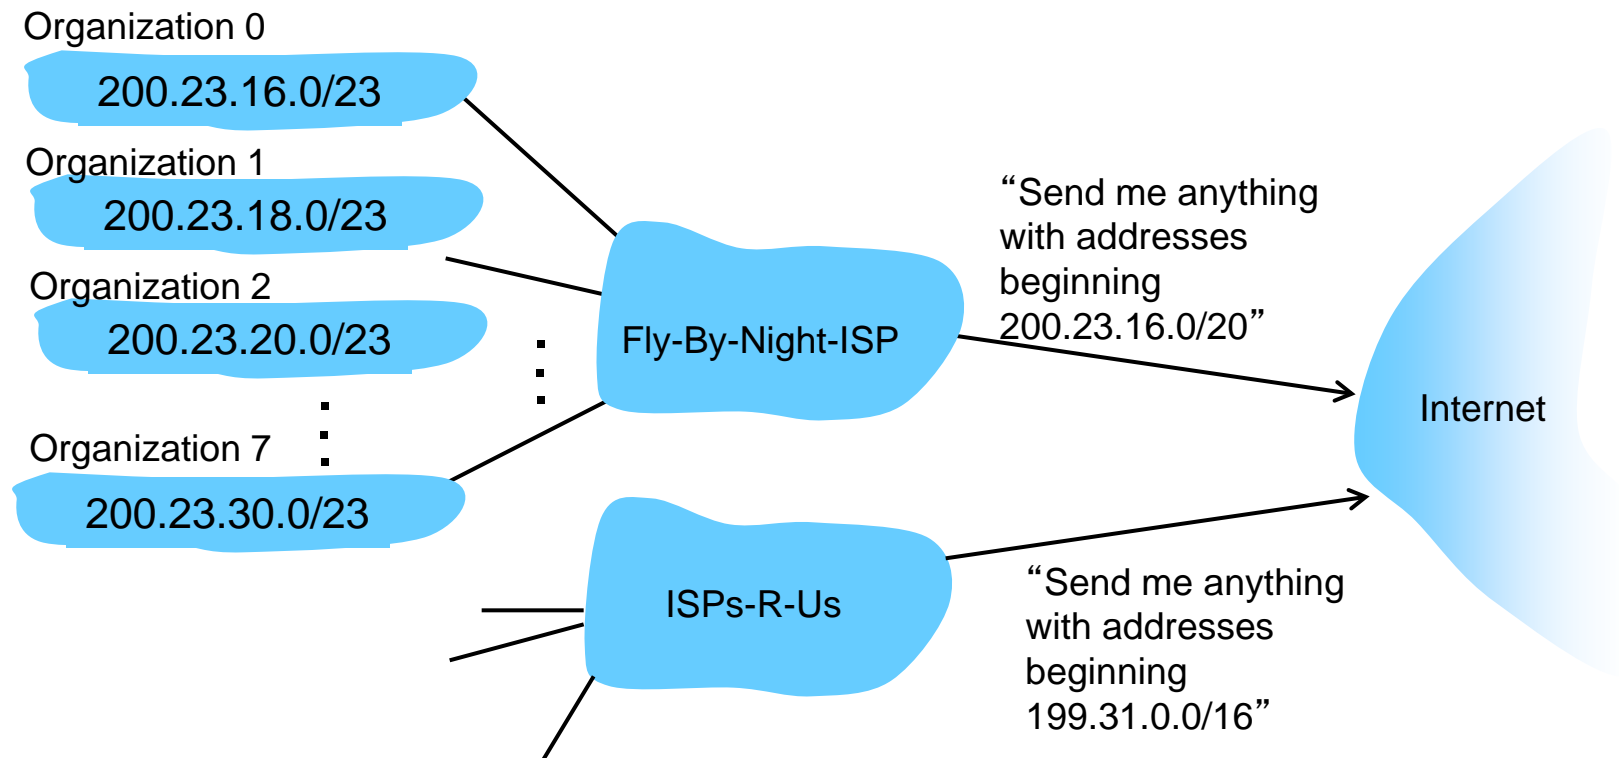 Organization 0
200.23.16.0/23
Organization 1
200.23.18.0/23
Organization 2
200.23.20.0/23
Organization 7
200.23.30.0/23
Fly-By-Night-ISP
“Send me anything
with addresses
beginning
200.23.16.0/20”
Internet
ISPs-R-Us
“Send me anything
with addresses
beginning
199.31.0.0/16”